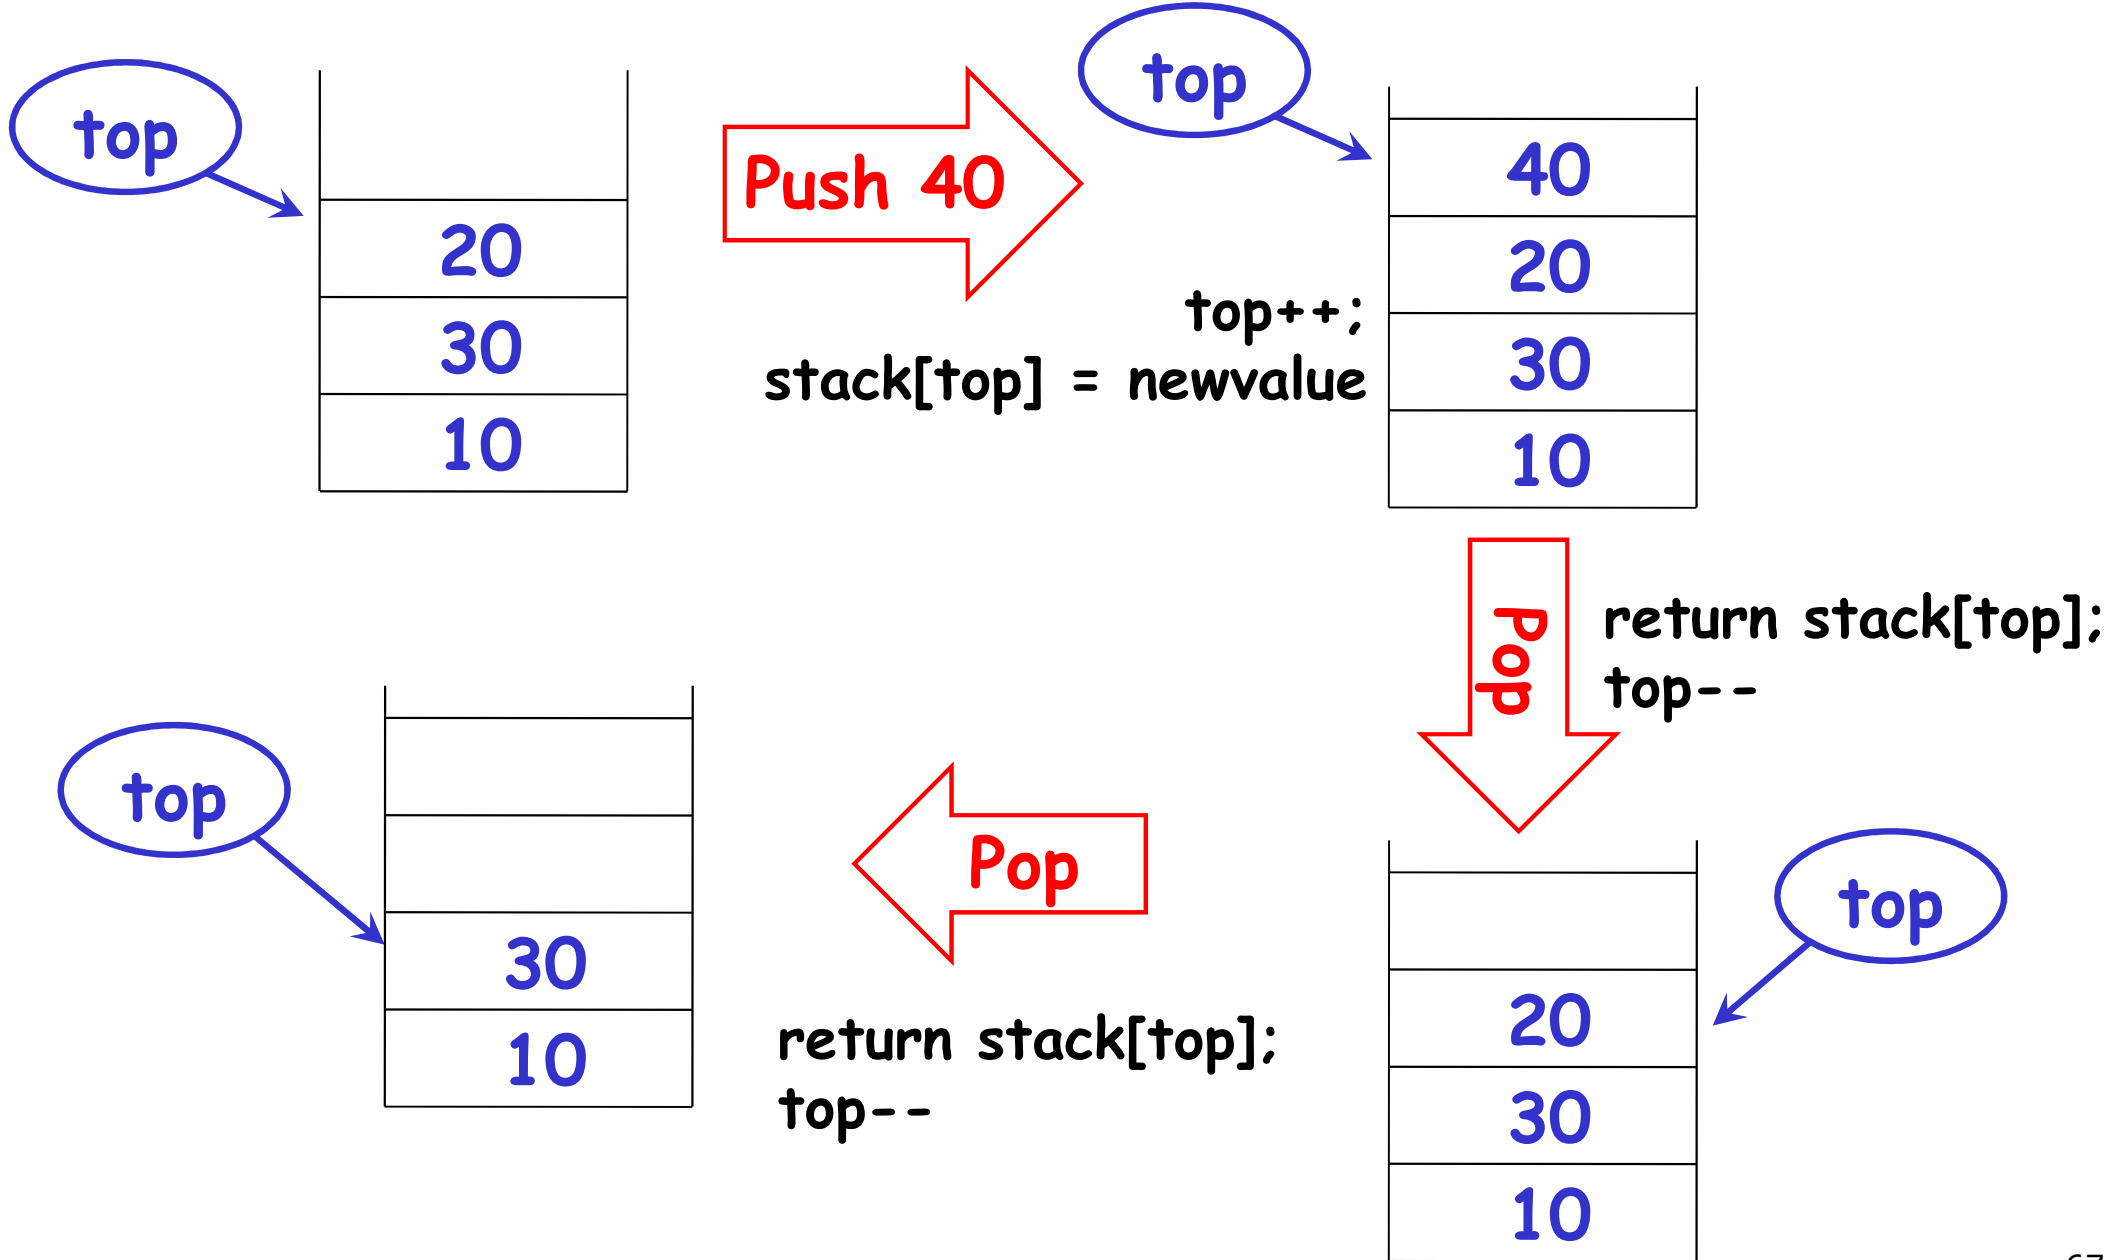 top
20
30
10
Push 40
top++;
stack[top] = newvalue
top
40
20
30
10
Pop
return stack[top];
top--
top
20
30
10
Pop
return stack[top];
top--
top
30
10